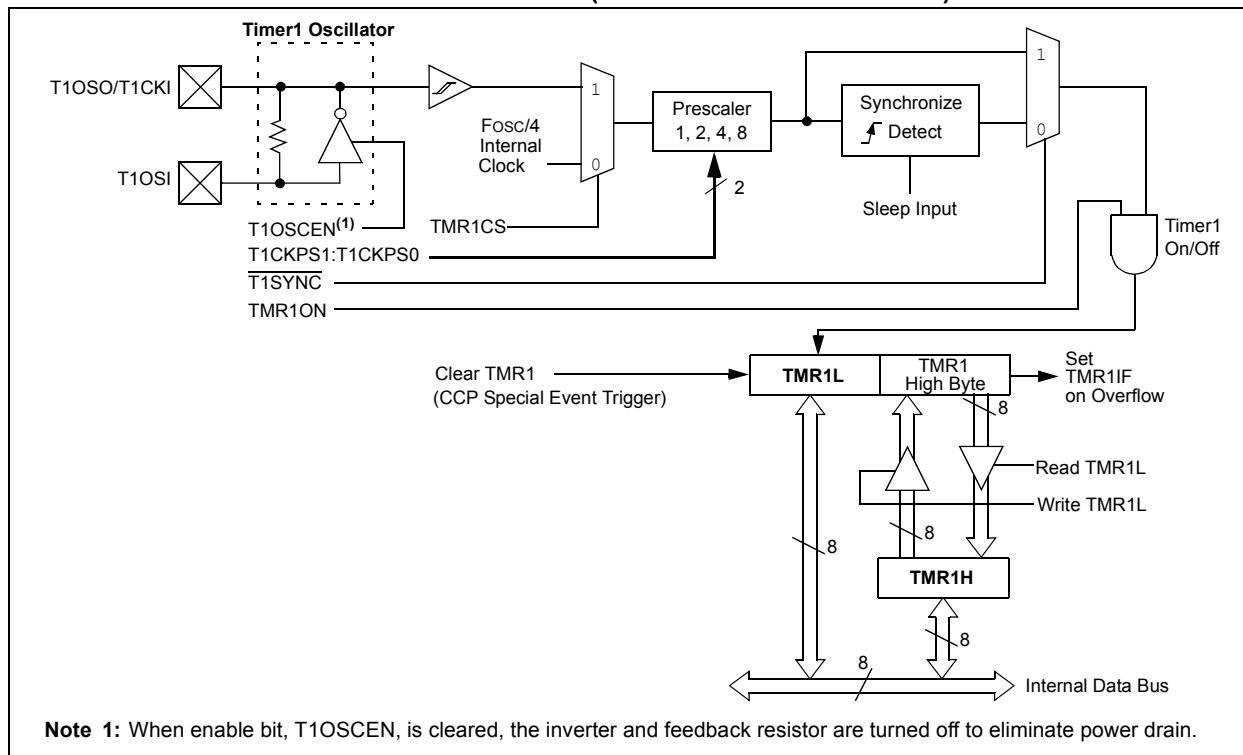 Timer1 Oscillator
T1OSO/T1CKI
T1OSI
FOSC/4
Internal
Clock
1
0
Prescaler
1, 2, 4, 8
2
Synchronize
Detect
1
0
Sleep Input
T1OSCEN(1)
TMR1CS
T1CKPS1:T1CKPS0
T1SYNC
TMR1ON
Timer1
On/Off
Clear TMR1
(CCP Special Event Trigger)
TMR1L
TMR1
High Byte
Set
TMR1IF
on Overflow
8
Read TMR1L
Write TMR1L
8
8
TMR1H
8
8
Internal Data Bus
Note 1: When enable bit, T1OSCEN, is cleared, the inverter and feedback resistor are turned off to eliminate power drain.